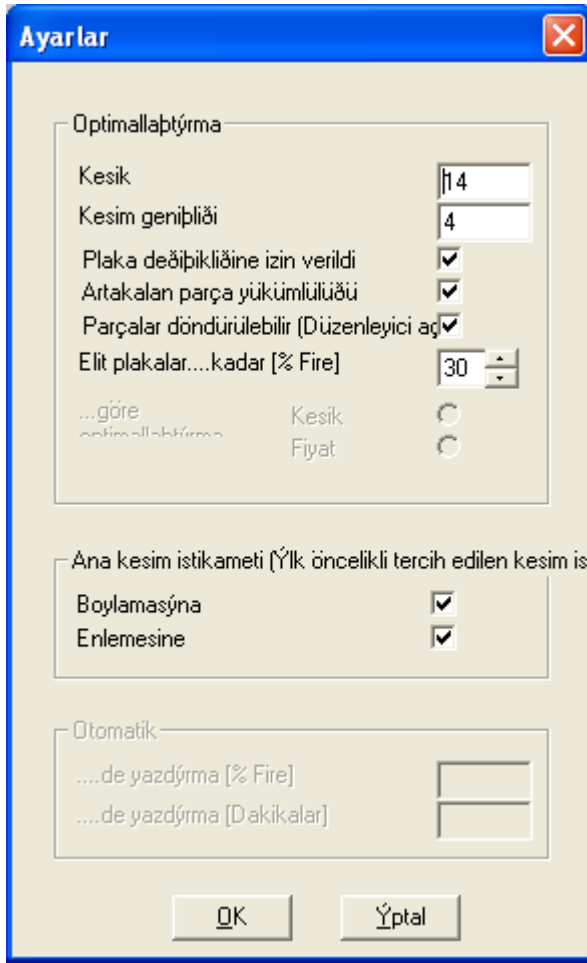 Ayarlar
Optimallaþtýrma
Kesik 14
Kesim geniþliði 4
Plaka deðiþikliðine izin verildi
Artakalan parça yükümlülüðü
Parçalar döndürülebilir (Düzenleyici aç
Elit plakalar....kadar [% Fire] 30
...göre Kesik
optimallaþtýrma
Fiyat
Ana kesim istikameti (Ýlk öncelikli tercih edilen kesim is
Boylamasýna
Enlemesine
Otomatik
....de yazdýrma [% Fire]
....de yazdýrma [Dakikalar]
OK Ýptal